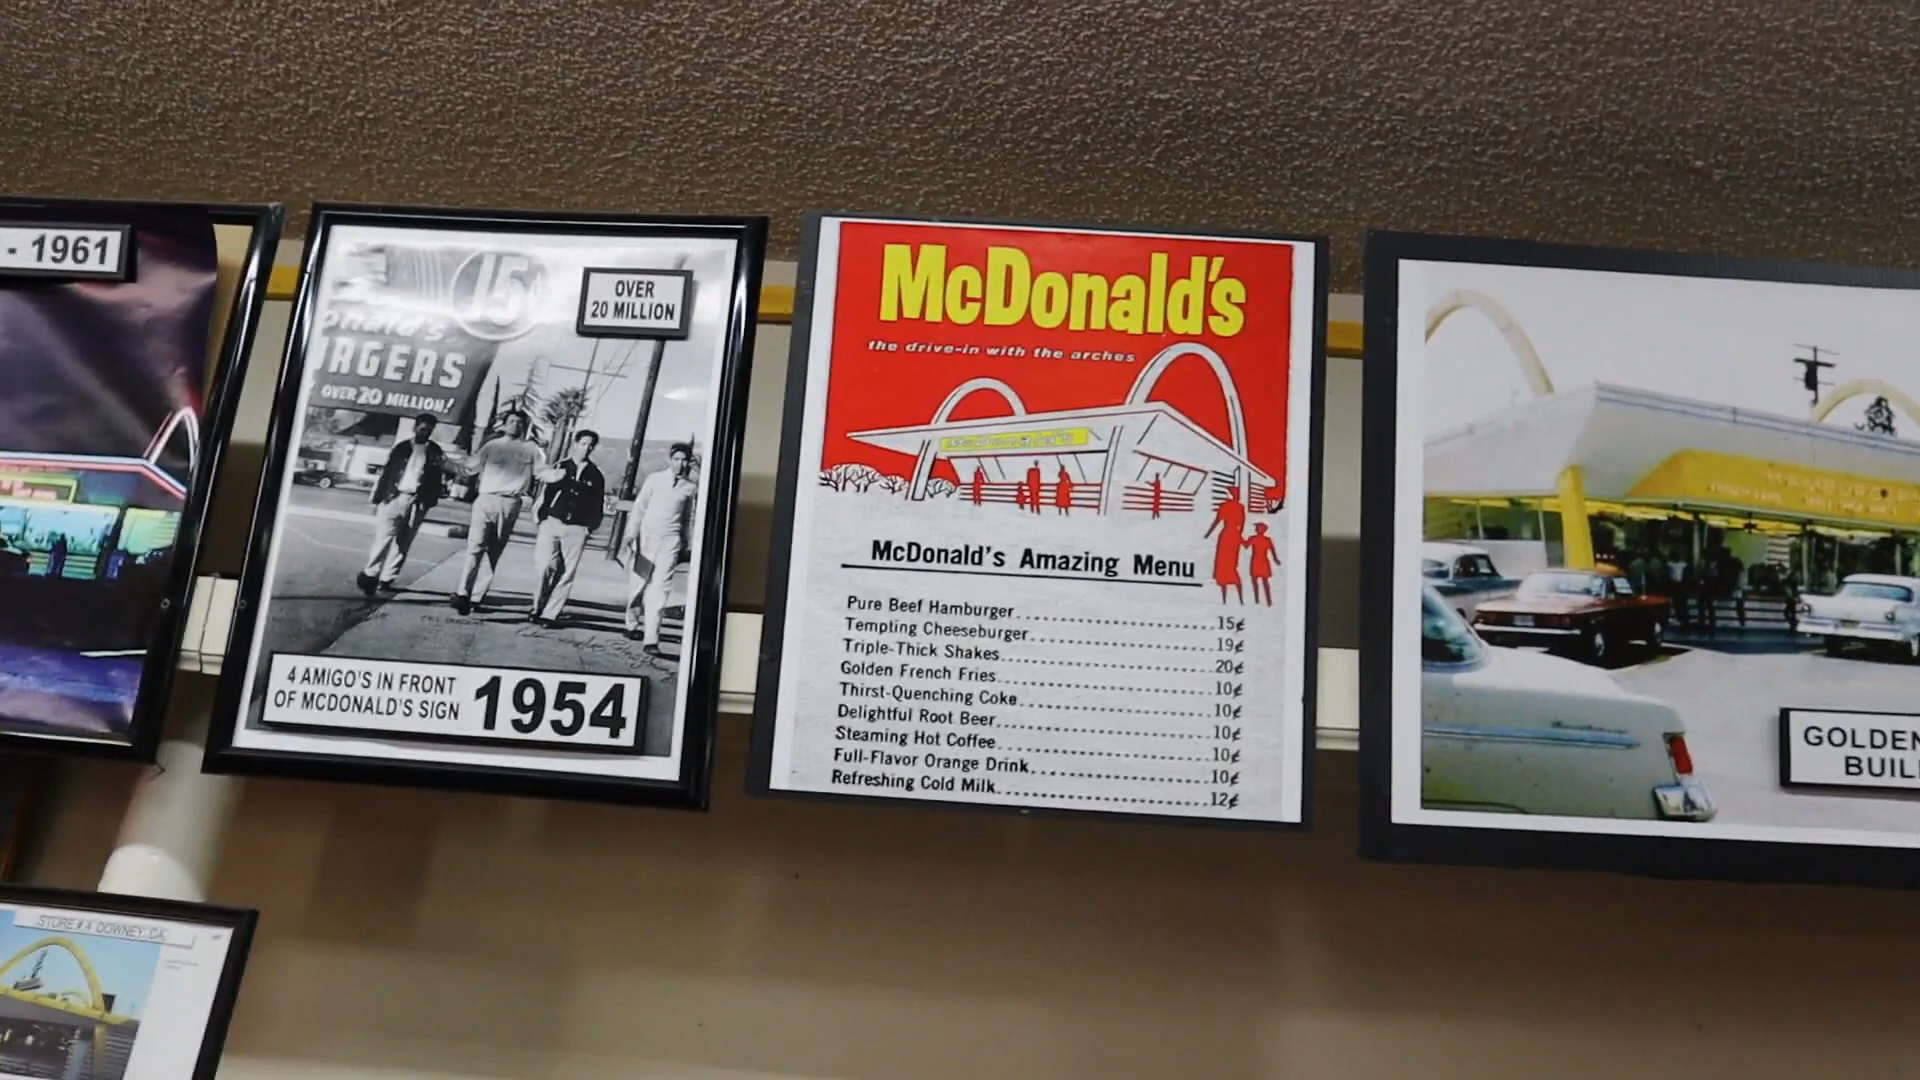 - 1961
15¢
OVER
20 MILLION
RGERS
OVER 20 MILLION!
4 AMIGO'S IN FRONT
OF MCDONALD'S SIGN
1954
McDonald's
the drive-in with the arches
McDonald's
McDonald's Amazing Menu
Pure Beef Hamburger 15¢
Tempting Cheeseburger 19¢
Triple-Thick Shakes 20¢
Golden French Fries 10¢
Thirst-Quenching Coke 10¢
Delightful Root Beer 10¢
Steaming Hot Coffee 10¢
Full-Flavor Orange Drink 10¢
Refreshing Cold Milk 12¢
GOLDEN
BUIL
STORE #4 DOWNEY, CA.